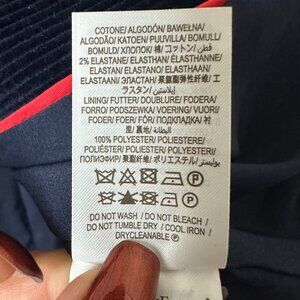 COTONE/ ALGODÓN/ BAWEŁNA/
ALGODÃO/ KATOEN/ PUUVILLA/ BOMULL/
BOMULD/ ХЛОПОК/ 棉/ コットン/ قطن
2% ELASTANE/ ELASTHAN/ ÉLASTHANNE/
ELASTAN/ ELASTANO/ ELASTHAAN/
ELASTAANI/ ЭЛАСТАН/ 聚氨酯弹性纤维/ エ
ラスタン/ إيلاستين
LINING/ FUTTER/ DOUBLURE/ FODERA/
FORRO/ PODSZEWKA/ VOERING/ VUORI/
FODER/ FOER/ FÔR/ ПОДКЛАДКА/ 衬
里/ 裏地/ البطانة
100% POLYESTER/ POLIESTERE/
POLIÉSTER/ POLIESTER/ POLYESTERI/
ПОЛИЭСТЕР/ 聚酯纤维/ ポリエステル/ بوليستر
DO NOT WASH / DO NOT BLEACH /
DO NOT TUMBLE DRY / COOL IRON /
DRYCLEANABLE Ⓟ